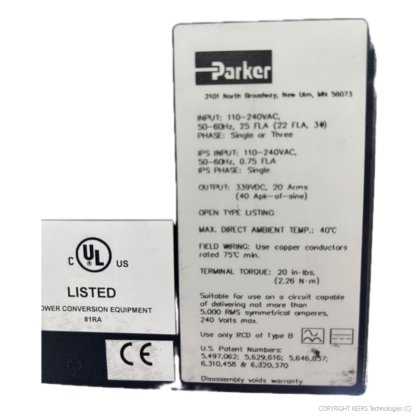 Parker
2101 North Broadway, New Ulm, MN 56073
INPUT: 110-240VAC,
50-60Hz, 25 FLA (22 FLA, 3Φ)
PHASE: Single or Three
IPS INPUT: 110-240VAC,
50-60Hz, 0.75 FLA
IPS PHASE: Single
OUTPUT: 339VDC, 20 Arms
(40 Apk-of-sine)
OPEN TYPE LISTING
MAX. DIRECT AMBIENT TEMP.: 40°C
FIELD WIRING: Use copper conductors
rated 75°C min.
TERMINAL TORQUE: 20 in-lbs.
(2.26 N-m)
Suitable for use on a circuit capable
of delivering not more than
5,000 RMS symmetrical amperes,
240 Volts max.
Use only RCD of Type B
U.S. Patent Numbers:
5,497,062; 5,629,616; 5,646,857;
6,310,458 & 6,320,370
Disassembly voids warranty
C UL US
LISTED
OWER CONVERSION EQUIPMENT
81RA
CE
COPYRIGHT KEERS Technologies (C)